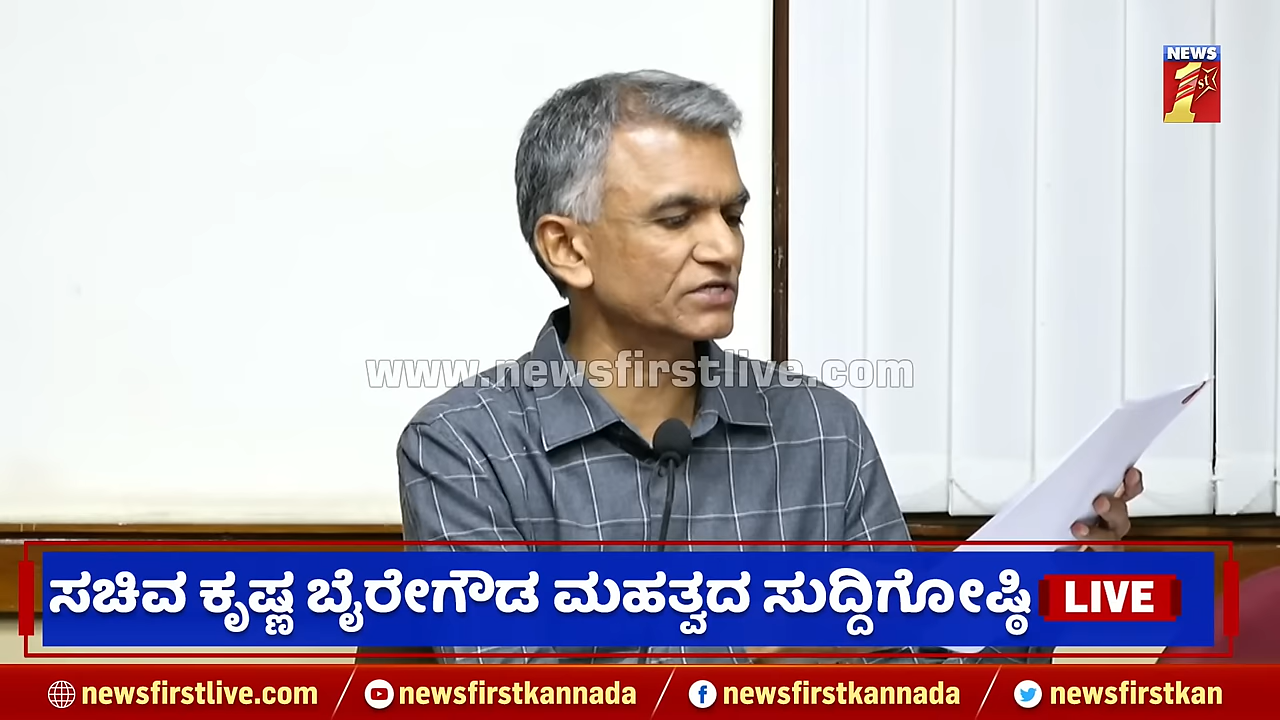 NEWS
1st
www.newsfirstlive.com
ಸಚಿವ ಕೃಷ್ಣ ಬೈರೇಗೌಡ ಮಹತ್ವದ ಸುದ್ದಿಗೋಷ್ಠಿ LIVE
newsfirstlive.com newsfirstkannada newsfirstkannada newsfirstkan